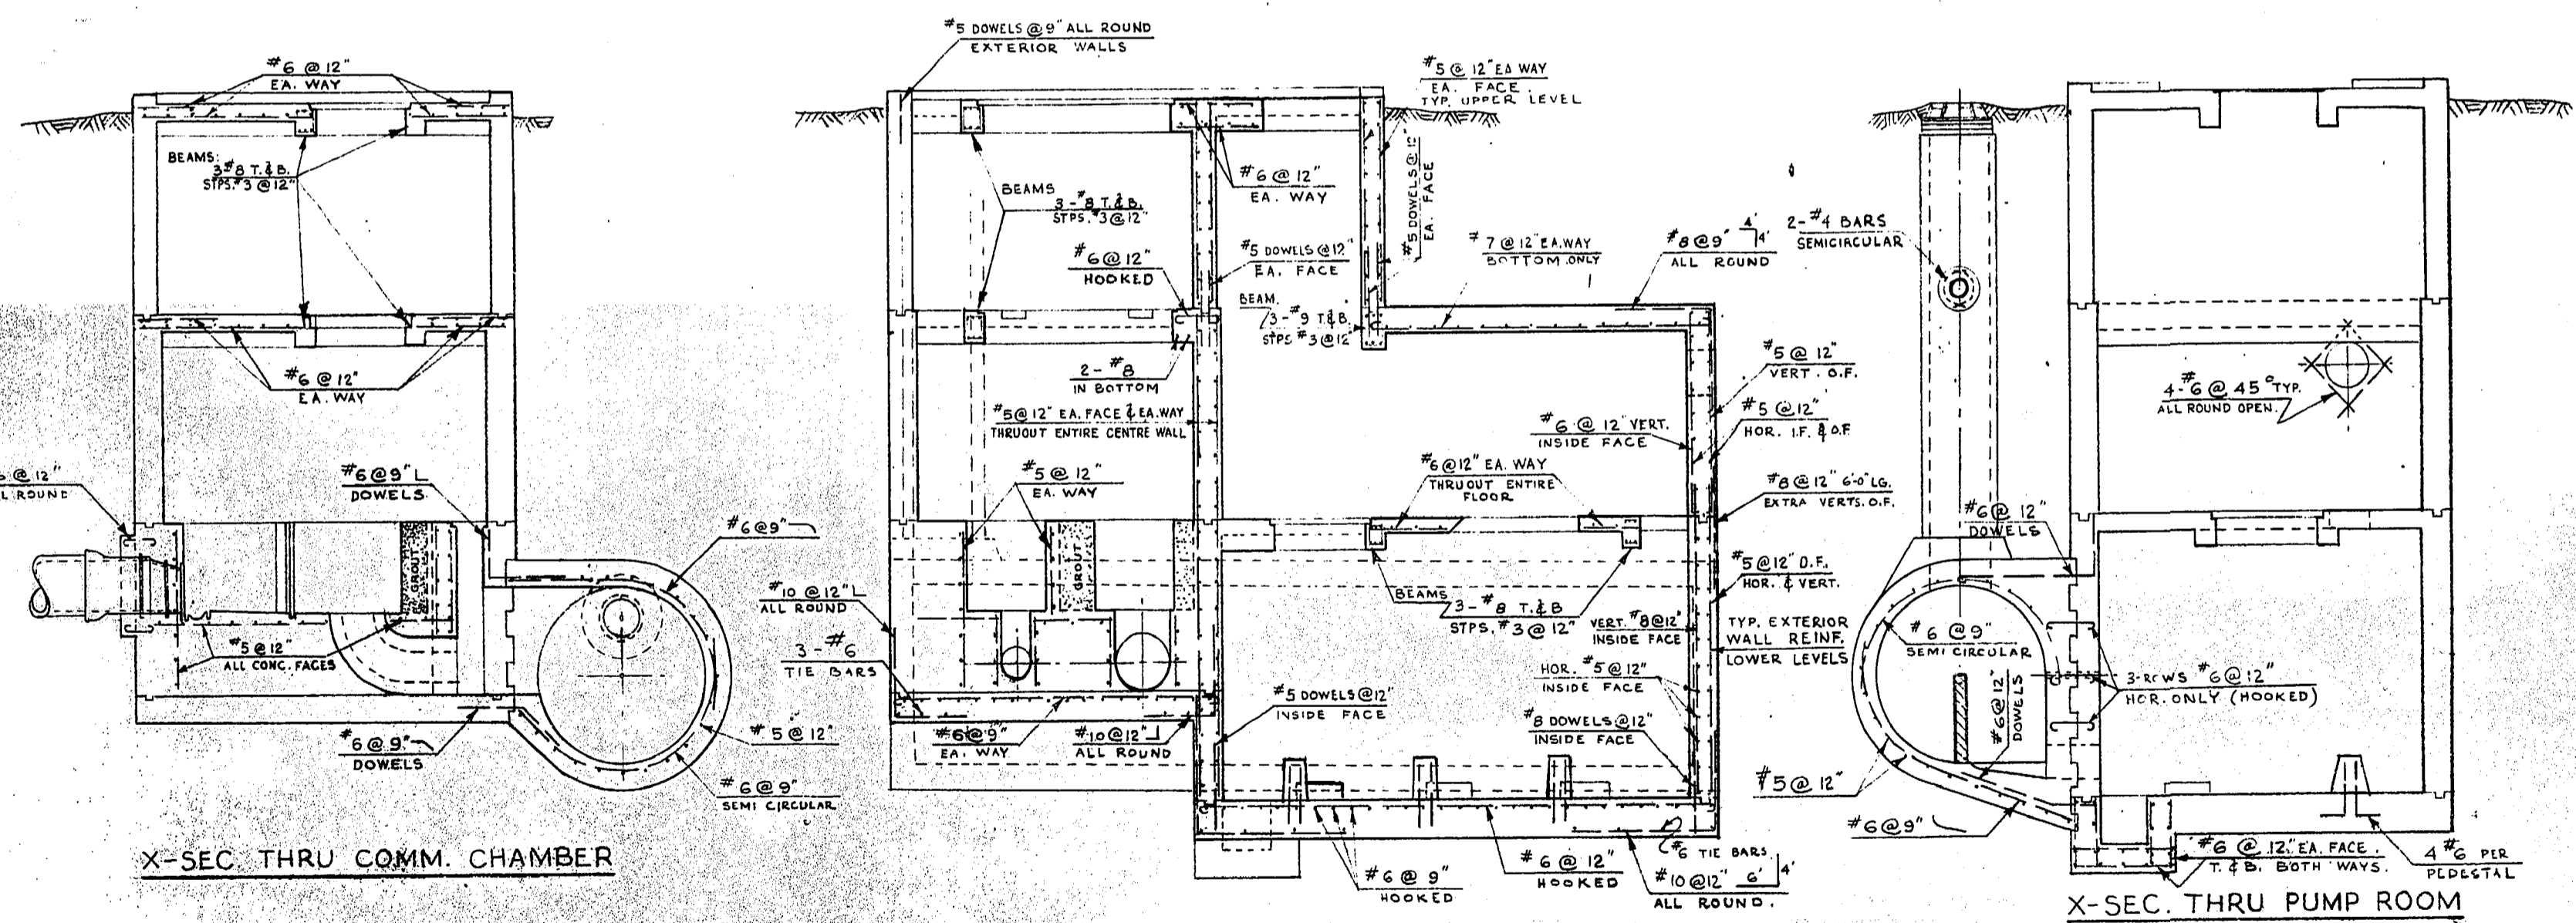 #6 @ 12"
EA. WAY
BEAMS:
3-#8 T. & B.
STPS. #3 @ 12"
#6 @ 12"
EA. WAY
@ 12"
ROUND
#6 @ 9" L
DOWELS.
#6 @ 9"
GROUT
#5 @ 12"
ALL CONC. FACES
#6 @ 9"
DOWELS
#5 @ 12"
#6 @ 9"
SEMI CIRCULAR
X-SEC. THRU COMM. CHAMBER
#5 DOWELS @ 9" ALL ROUND
EXTERIOR WALLS
#5 @ 12" EA WAY
EA. FACE.
TYP. UPPER LEVEL
#6 @ 12"
EA. WAY
#5 DOWELS @ 12"
EA. FACE
BEAMS
3-#8 T. & B.
STPS. #3 @ 12"
#6 @ 12"
HOOKED
#5 DOWELS @ 12"
EA. FACE
#7 @ 12" EA. WAY
BOTTOM ONLY
#8 @ 9" 4' 4'
ALL ROUND
BEAM.
3-#9 T. & B.
STPS #3 @ 12"
2-#8
IN BOTTOM
#5 @ 12" EA. FACE & EA. WAY
THRUOUT ENTIRE CENTRE WALL
#5 @ 12"
VERT. O.F.
#5 @ 12"
HOR. I.F. & O.F.
#6 @ 12" VERT.
INSIDE FACE
#5 @ 12"
EA. WAY
#6 @ 12" EA. WAY
THRUOUT ENTIRE
FLOOR
#8 @ 12" 6'-0" LG.
EXTRA VERTS. O.F.
GROUT
#10 @ 12" L
ALL ROUND
3-#6
TIE BARS
BEAMS
3-#8 T. & B
STPS. #3 @ 12"
#5 @ 12" O.F.
HOR. & VERT.
VERT. #8 @ 12"
INSIDE FACE
TYP. EXTERIOR
WALL REINF.
LOWER LEVELS
HOR. #5 @ 12"
INSIDE FACE
#5 DOWELS @ 12"
INSIDE FACE
#8 DOWELS @ 12"
INSIDE FACE
#6 @ 9"
EA. WAY
#10 @ 12"
ALL ROUND
#6 @ 9"
HOOKED
#6 @ 12"
HOOKED
#6 TIE BARS.
#10 @ 12" 6' 4'
ALL ROUND.
2-#4 BARS
SEMICIRCULAR
4-#6 @ 45° TYP.
ALL ROUND OPEN.
#6 @ 12"
DOWELS
#6 @ 9"
SEMI CIRCULAR
#6 @ 12"
DOWELS
3-ROWS #6 @ 12"
HOR. ONLY (HOOKED)
#5 @ 12"
#6 @ 9"
#6 @ 12" EA. FACE.
T. & B. BOTH WAYS.
4 #6 PER
PEDESTAL
X-SEC. THRU PUMP ROOM